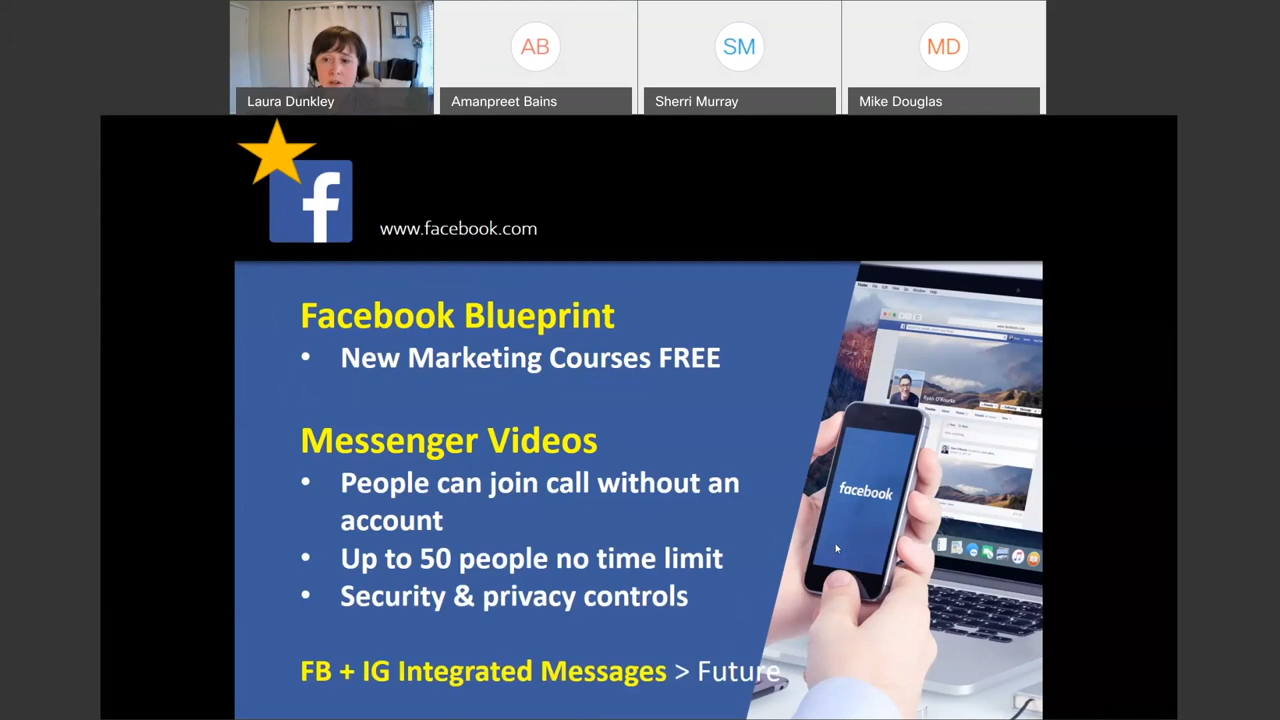 AB
SM
MD
Laura Dunkley
Amanpreet Bains
Sherri Murray
Mike Douglas
f
www.facebook.com
Facebook Blueprint
• New Marketing Courses FREE
Messenger Videos
• People can join call without an
account
• Up to 50 people no time limit
• Security & privacy controls
FB + IG Integrated Messages > Future
Ryan O'Rourke
facebook